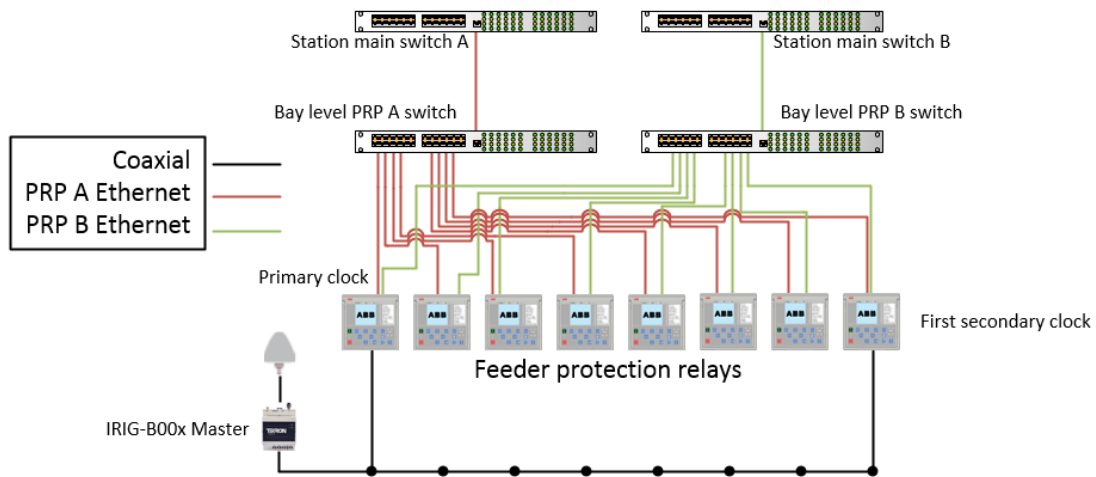 Station main switch A
Station main switch B
Bay level PRP A switch
Bay level PRP B switch
Coaxial
PRP A Ethernet
PRP B Ethernet
Primary clock
ABB
ABB
ABB
ABB
ABB
ABB
ABB
ABB
First secondary clock
Feeder protection relays
IRIG-B00x Master